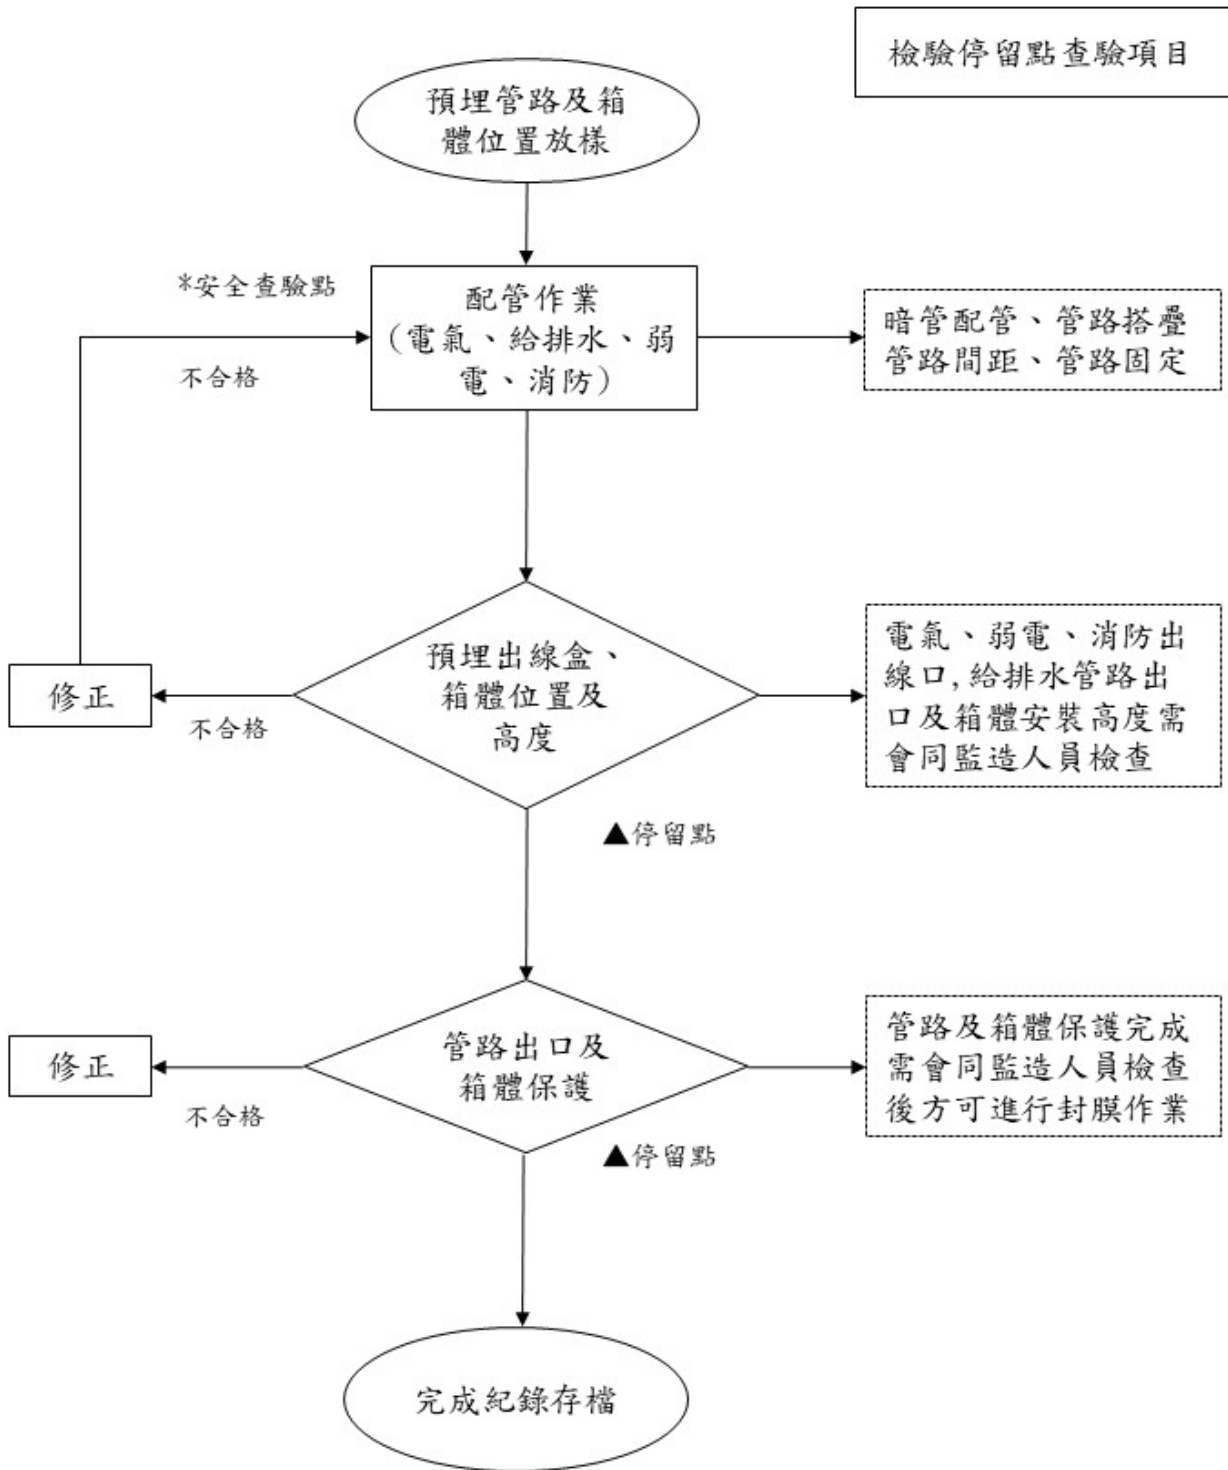 檢驗停留點查驗項目
預埋管路及箱
體位置放樣
*安全查驗點
配管作業
(電氣、給排水、弱
電、消防)
暗管配管、管路搭疊
管路間距、管路固定
不合格
預埋出線盒、
箱體位置及
高度
電氣、弱電、消防出
線口,給排水管路出
口及箱體安裝高度需
會同監造人員檢查
修正
不合格
▲停留點
管路出口及
箱體保護
管路及箱體保護完成
需會同監造人員檢查
後方可進行封膜作業
修正
不合格
▲停留點
完成紀錄存檔